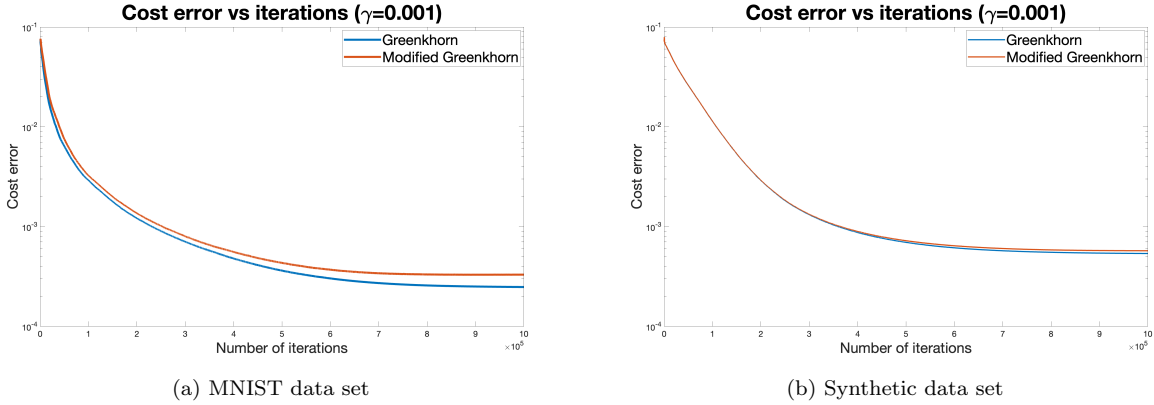 Cost error vs iterations (γ=0.001)
10⁻¹
10⁻²
10⁻³
10⁻⁴
Cost error
Greenkhorn
Modified Greenkhorn
0 1 2 3 4 5 6 7 8 9 10
×10⁵
Number of iterations
(a) MNIST data set
Cost error vs iterations (γ=0.001)
10⁻¹
10⁻²
10⁻³
10⁻⁴
Cost error
Greenkhorn
Modified Greenkhorn
0 1 2 3 4 5 6 7 8 9 10
×10⁵
Number of iterations
(b) Synthetic data set